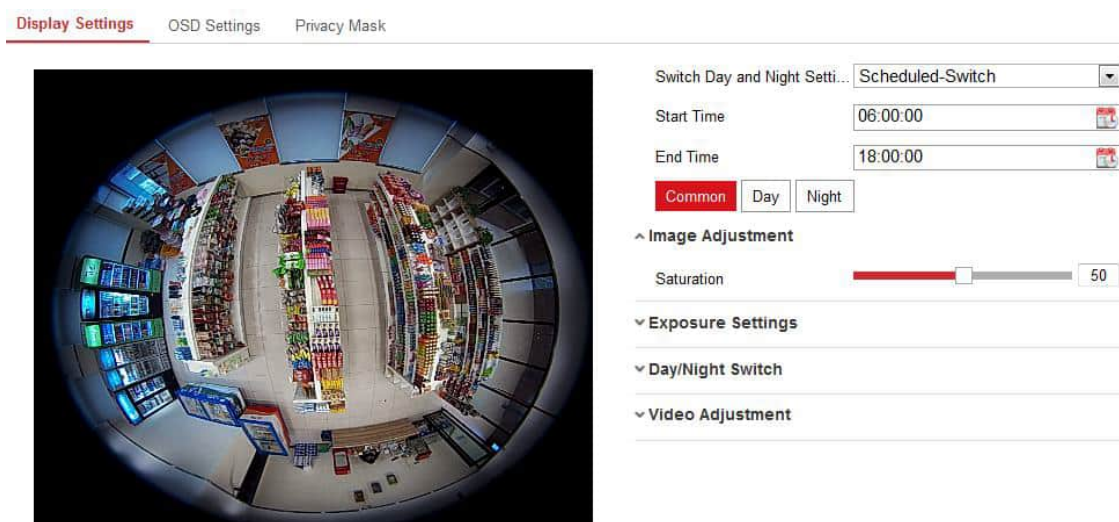 Display Settings OSD Settings Privacy Mask
Switch Day and Night Setti... Scheduled-Switch
Start Time 06:00:00
End Time 18:00:00
Common Day Night
Image Adjustment
Saturation 50
Exposure Settings
Day/Night Switch
Video Adjustment